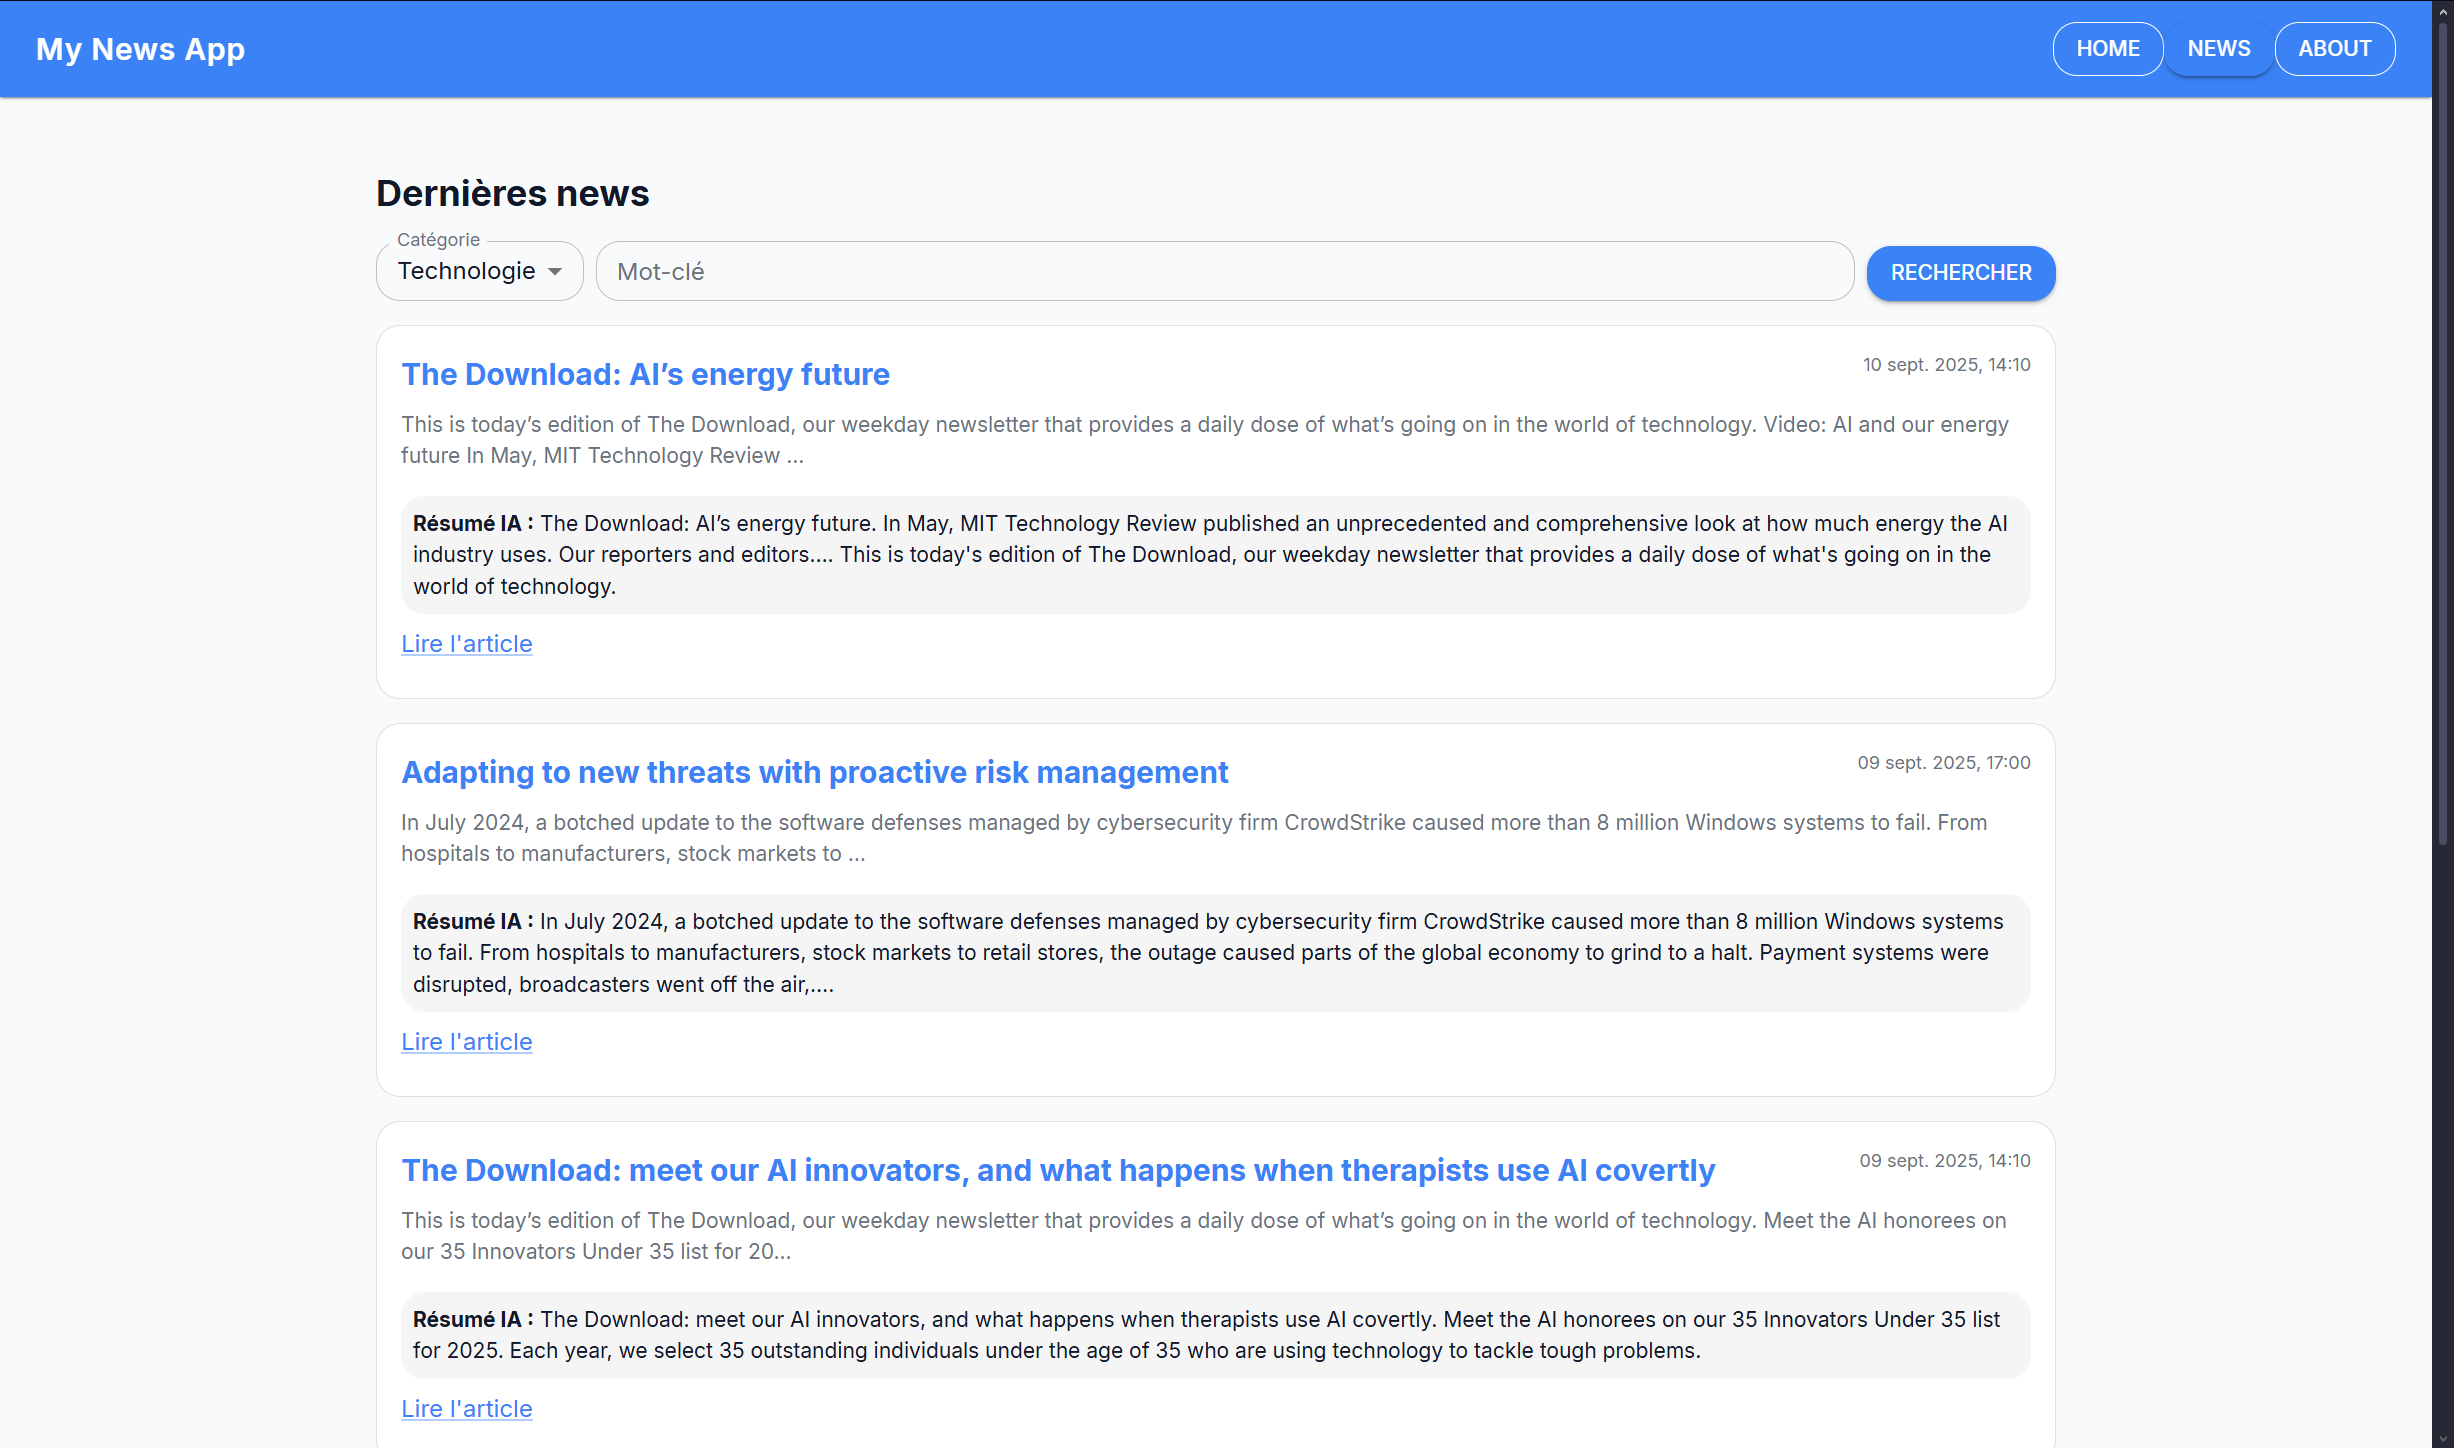 My News App
HOME
NEWS
ABOUT
Dernières news
Catégorie
Technologie
Mot-clé
RECHERCHER
The Download: AI’s energy future
10 sept. 2025, 14:10
This is today’s edition of The Download, our weekday newsletter that provides a daily dose of what’s going on in the world of technology. Video: AI and our energy
future In May, MIT Technology Review ...
Résumé IA : The Download: AI’s energy future. In May, MIT Technology Review published an unprecedented and comprehensive look at how much energy the AI
industry uses. Our reporters and editors.... This is today's edition of The Download, our weekday newsletter that provides a daily dose of what's going on in the
world of technology.
Lire l'article
Adapting to new threats with proactive risk management
09 sept. 2025, 17:00
In July 2024, a botched update to the software defenses managed by cybersecurity firm CrowdStrike caused more than 8 million Windows systems to fail. From
hospitals to manufacturers, stock markets to ...
Résumé IA : In July 2024, a botched update to the software defenses managed by cybersecurity firm CrowdStrike caused more than 8 million Windows systems
to fail. From hospitals to manufacturers, stock markets to retail stores, the outage caused parts of the global economy to grind to a halt. Payment systems were
disrupted, broadcasters went off the air,....
Lire l'article
The Download: meet our AI innovators, and what happens when therapists use AI covertly
09 sept. 2025, 14:10
This is today’s edition of The Download, our weekday newsletter that provides a daily dose of what’s going on in the world of technology. Meet the AI honorees on
our 35 Innovators Under 35 list for 20...
Résumé IA : The Download: meet our AI innovators, and what happens when therapists use AI covertly. Meet the AI honorees on our 35 Innovators Under 35 list
for 2025. Each year, we select 35 outstanding individuals under the age of 35 who are using technology to tackle tough problems.
Lire l'article